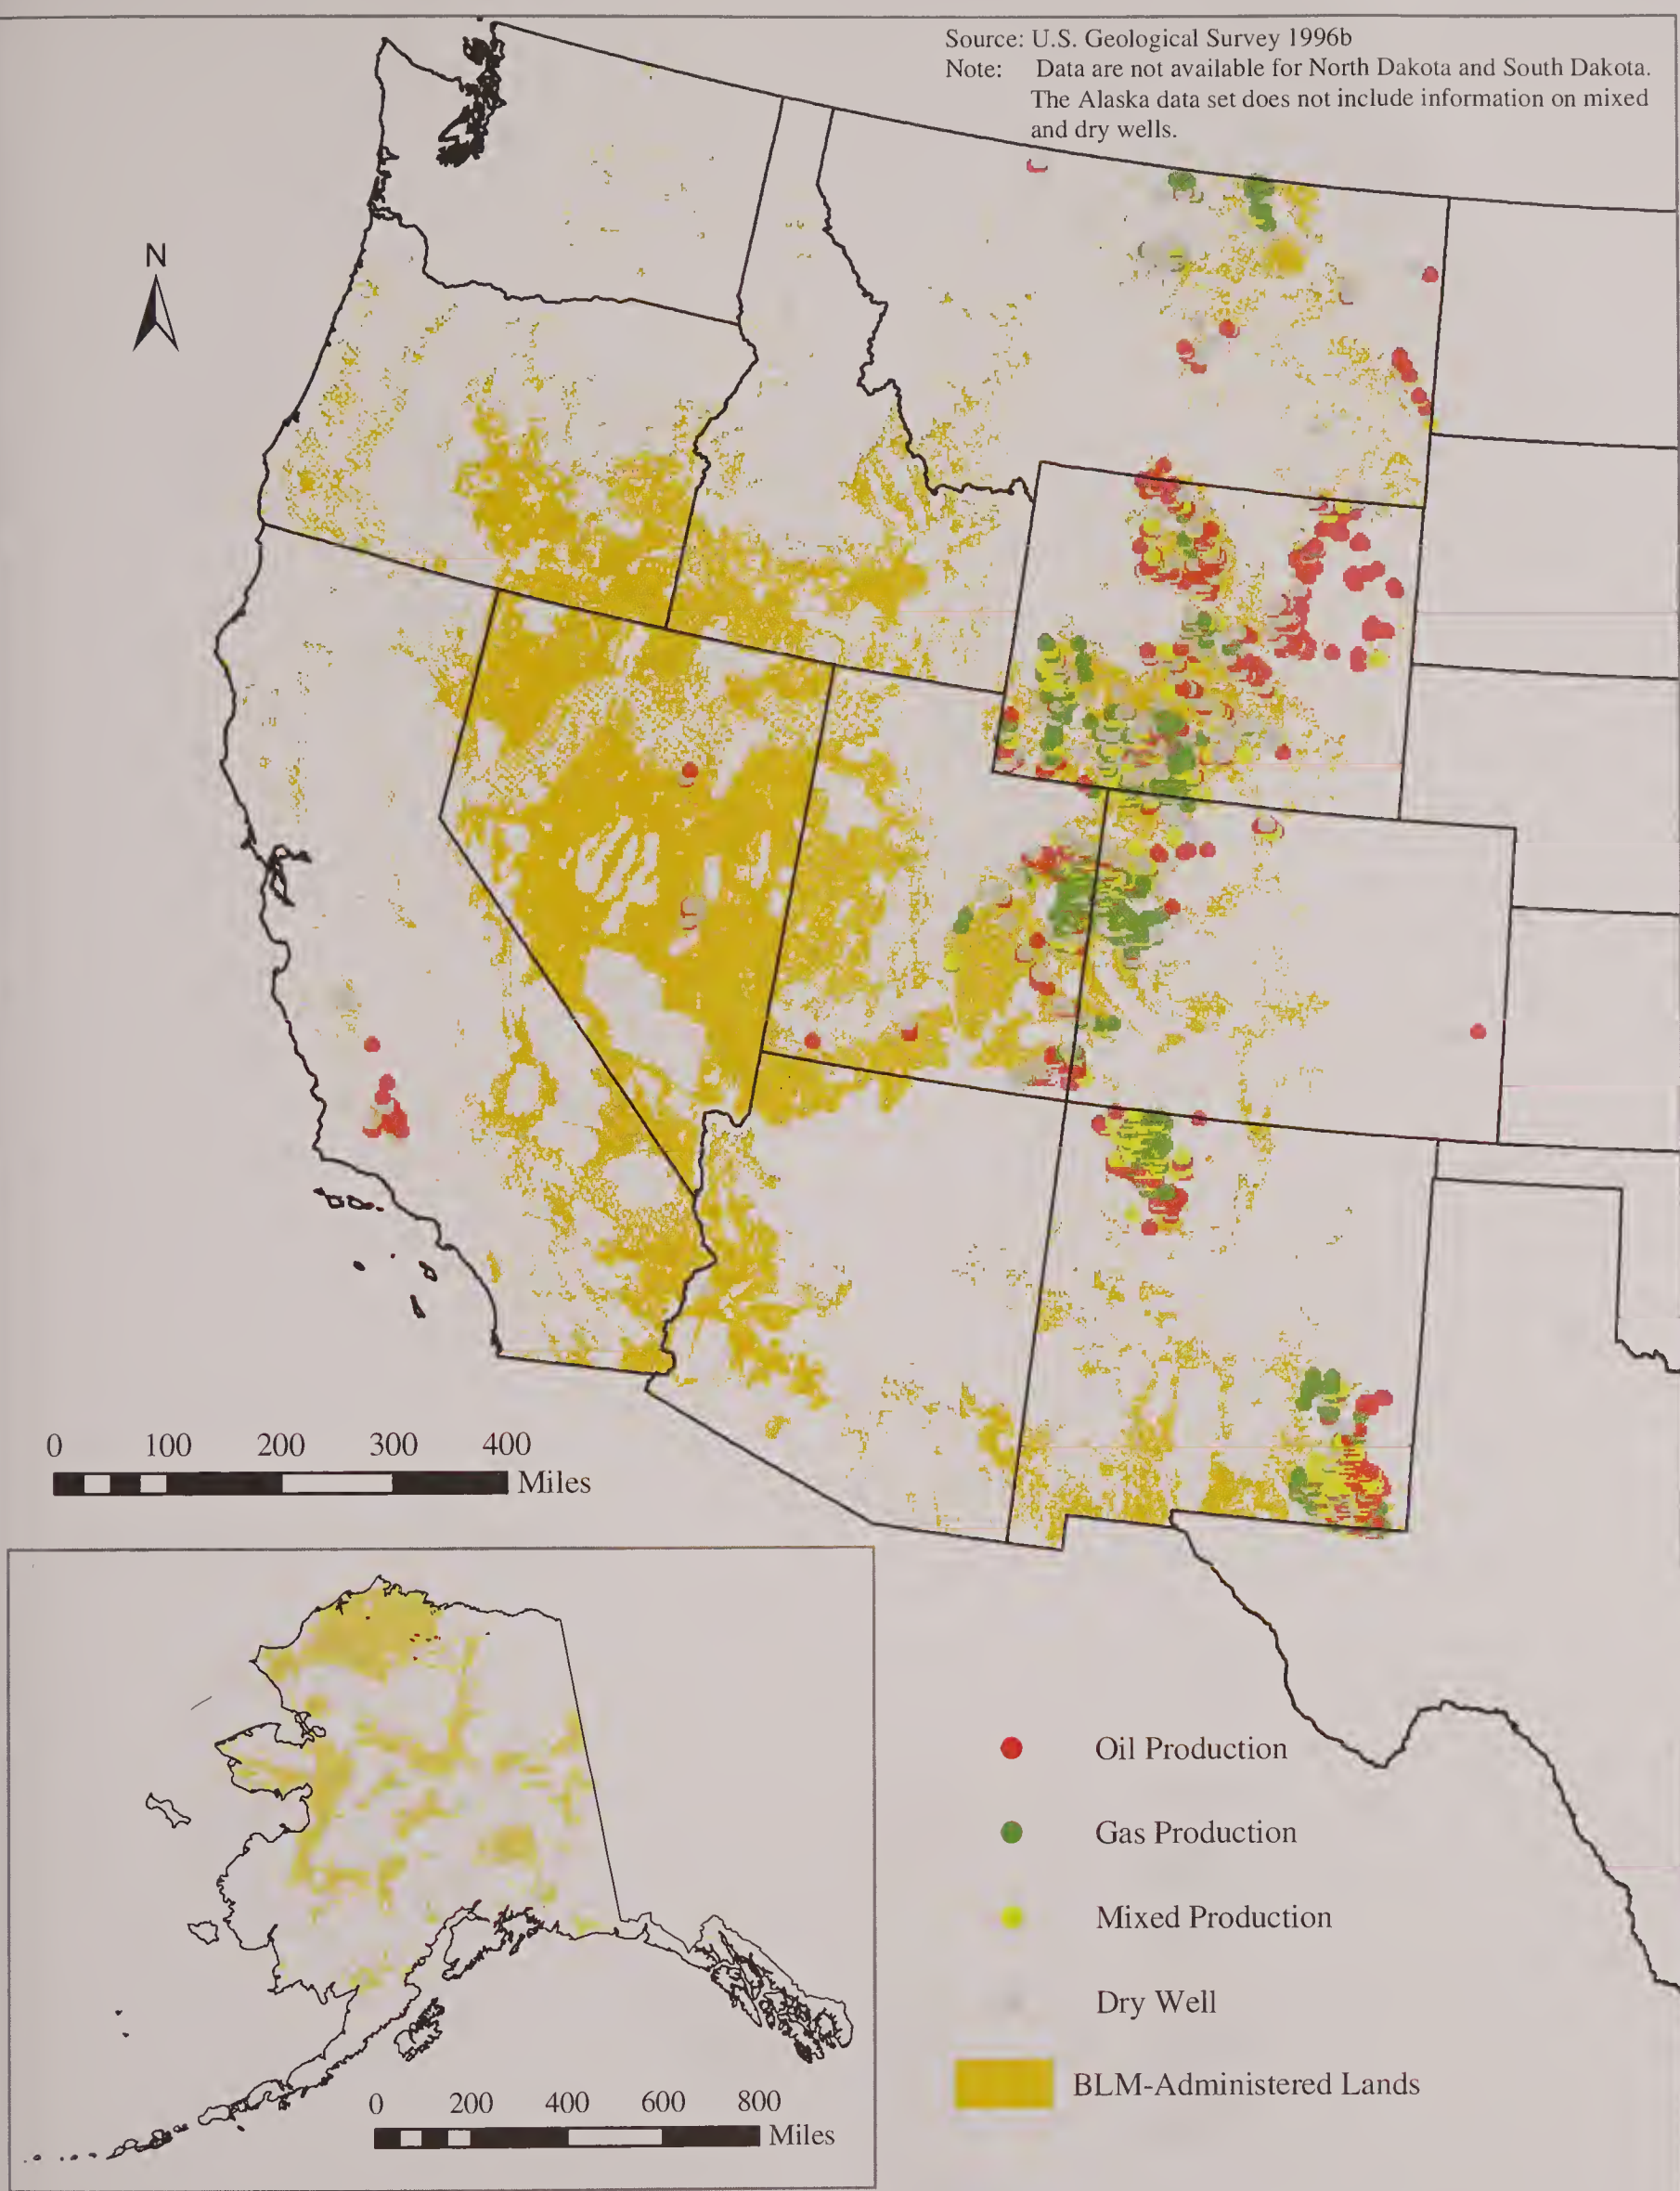 Source: U.S. Geological Survey 1996b
Note: Data are not available for North Dakota and South Dakota.
The Alaska data set does not include information on mixed
and dry wells.
N
0 100 200 300 400
Miles
Oil Production
Gas Production
Mixed Production
Dry Well
BLM-Administered Lands
0 200 400 600 800
Miles